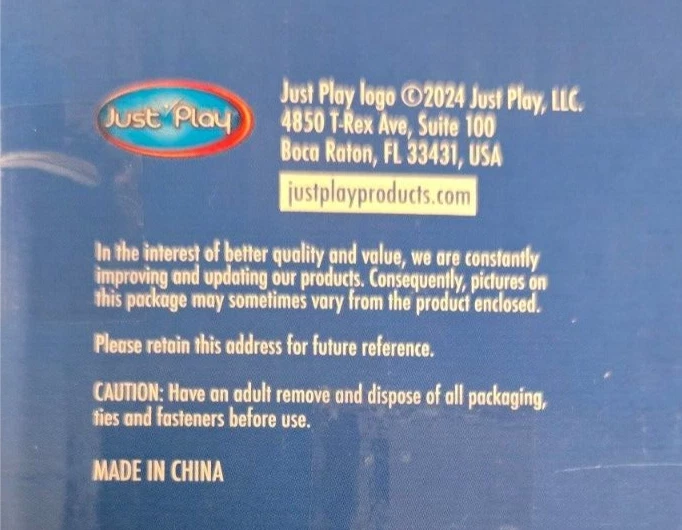 Just Play
Just Play logo ©2024 Just Play, LLC.
4850 T-Rex Ave, Suite 100
Boca Raton, FL 33431, USA
justplayproducts.com
In the interest of better quality and value, we are constantly
improving and updating our products. Consequently, pictures on
this package may sometimes vary from the product enclosed.
Please retain this address for future reference.
CAUTION: Have an adult remove and dispose of all packaging,
ties and fasteners before use.
MADE IN CHINA